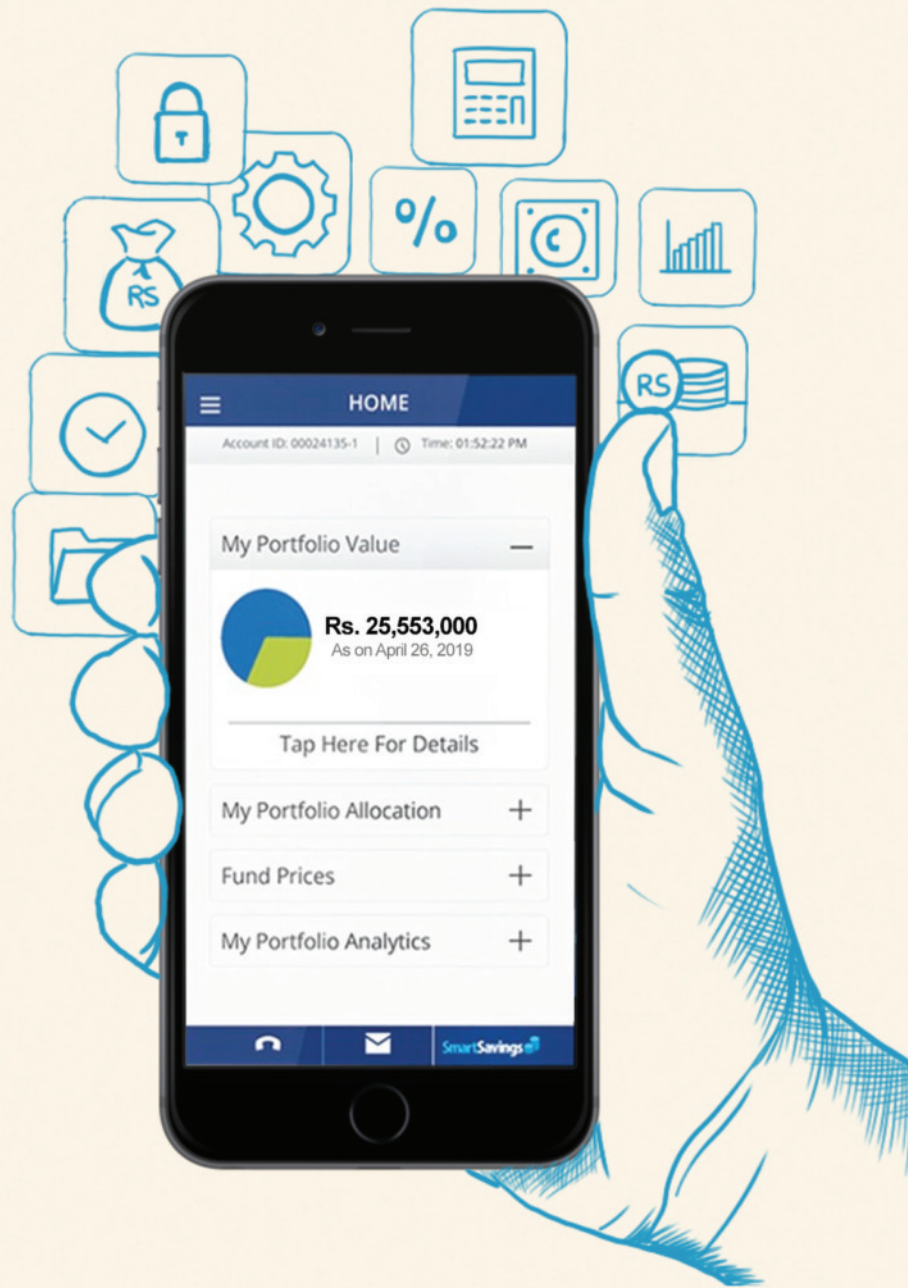 %
RS
RS
HOME
Account ID: 00024135-1 | Time: 01:52:22 PM
My Portfolio Value
Rs. 25,553,000
As on April 26, 2019
Tap Here For Details
My Portfolio Allocation
Fund Prices
My Portfolio Analytics
SmartSavings